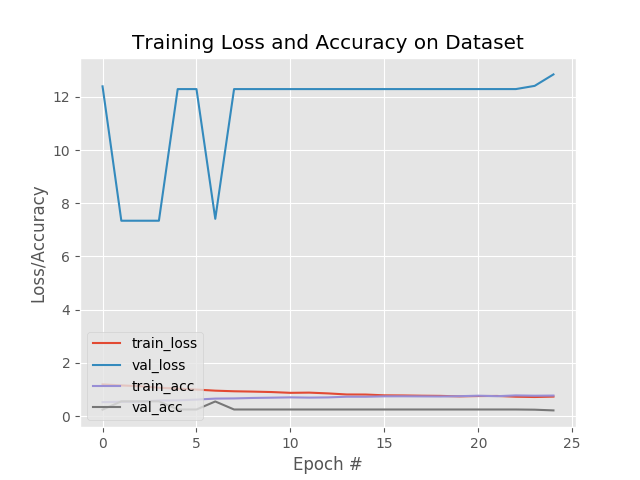 Training Loss and Accuracy on Dataset
Loss/Accuracy
12
10
8
6
4
2
0
train_loss
val_loss
train_acc
val_acc
0 5 10 15 20 25
Epoch #